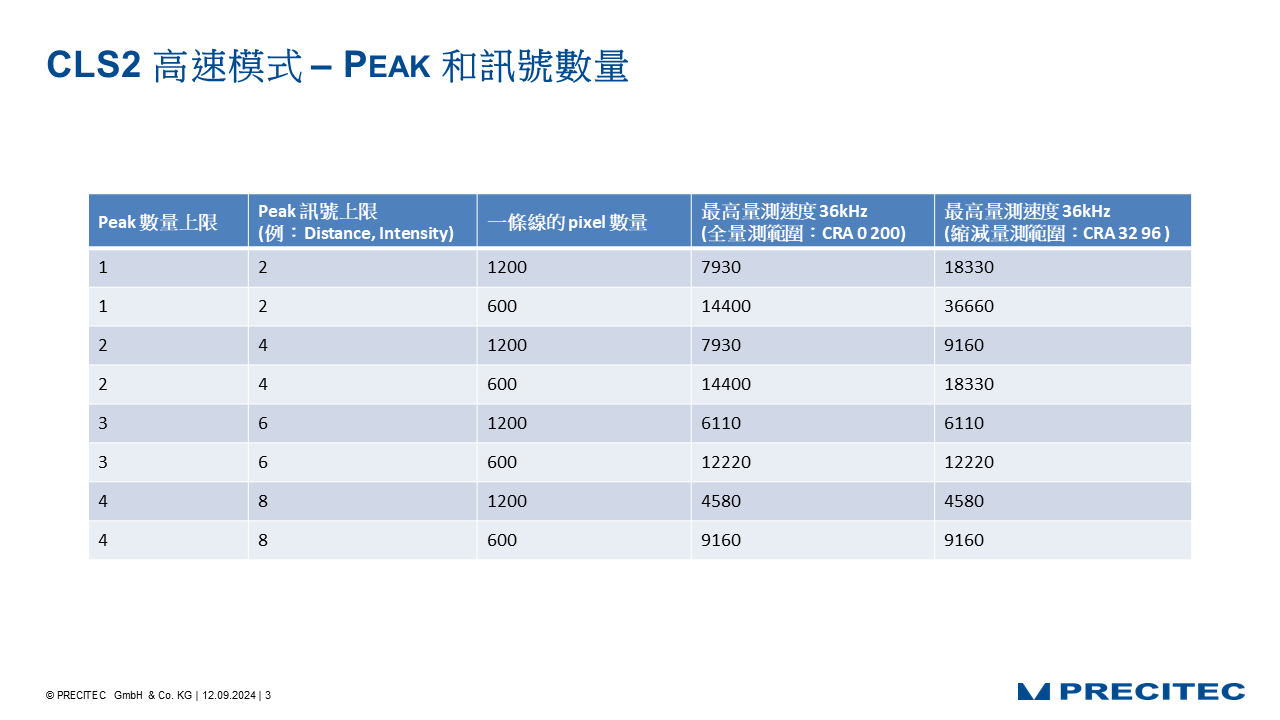 CLS2 高速模式 – PEAK 和訊號數量
Peak 數量上限
Peak 訊號上限
(例：Distance, Intensity)
一條線的 pixel 數量
最高量測速度 36kHz
(全量測範圍：CRA 0 200)
最高量測速度 36kHz
(縮減量測範圍：CRA 32 96 )
1 2 1200 7930 18330
1 2 600 14400 36660
2 4 1200 7930 9160
2 4 600 14400 18330
3 6 1200 6110 6110
3 6 600 12220 12220
4 8 1200 4580 4580
4 8 600 9160 9160
© PRECITEC GmbH & Co. KG | 12.09.2024 | 3
PRECITEC